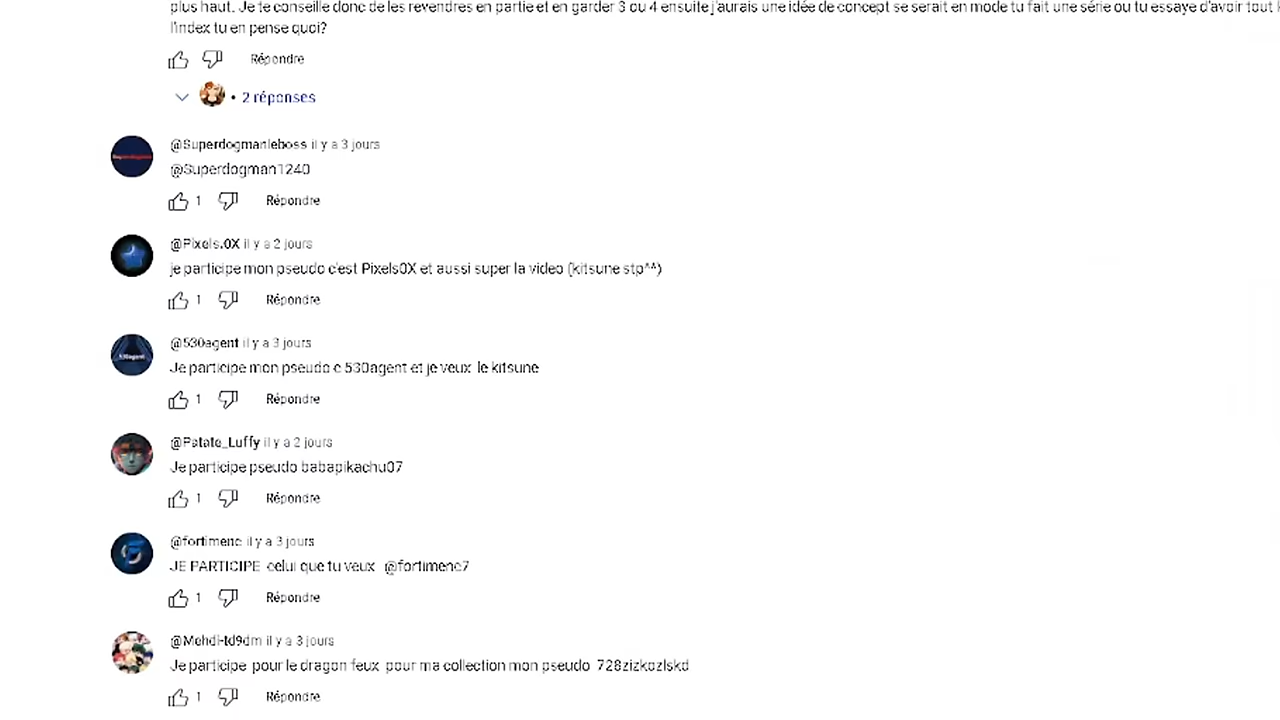 plus haut. Je te conseille donc de les revendres en partie et en garder 3 ou 4 ensuite j'aurais une idée de concept se serait en mode tu fait une série ou tu essaye d'avoir tout
l'index tu en pense quoi?
Répondre
• 2 réponses
@Superdogmanleboss il y a 3 jours
@Superdogman1240
1 Répondre
@Pixels.0X il y a 2 jours
je participe mon pseudo c'est Pixels0X et aussi super la video (kitsune stp^^)
1 Répondre
@530agent il y a 3 jours
Je participe mon pseudo c 530agent et je veux le kitsune
1 Répondre
@Patate_Luffy il y a 2 jours
Je participe pseudo babapikachu07
1 Répondre
@fortimenc il y a 3 jours
JE PARTICIPE celui que tu veux @fortimenc7
1 Répondre
@Mehdi-td9dm il y a 3 jours
Je participe pour le dragon feux pour ma collection mon pseudo 728zizkozlskd
1 Répondre